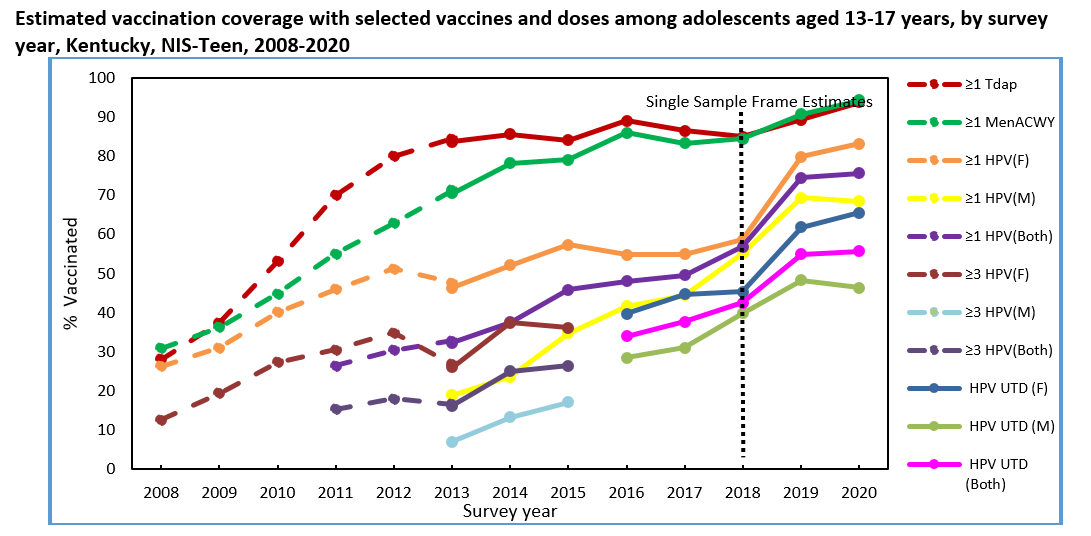 Estimated vaccination coverage with selected vaccines and doses among adolescents aged 13-17 years, by survey
year, Kentucky, NIS-Teen, 2008-2020
100
90
80
70
60
50
40
30
20
10
0
% Vaccinated
Single Sample Frame Estimates
2008 2009 2010 2011 2012 2013 2014 2015 2016 2017 2018 2019 2020
Survey year
≥1 Tdap
≥1 MenACWY
≥1 HPV(F)
≥1 HPV(M)
≥1 HPV(Both)
≥3 HPV(F)
≥3 HPV(M)
≥3 HPV(Both)
HPV UTD (F)
HPV UTD (M)
HPV UTD
(Both)